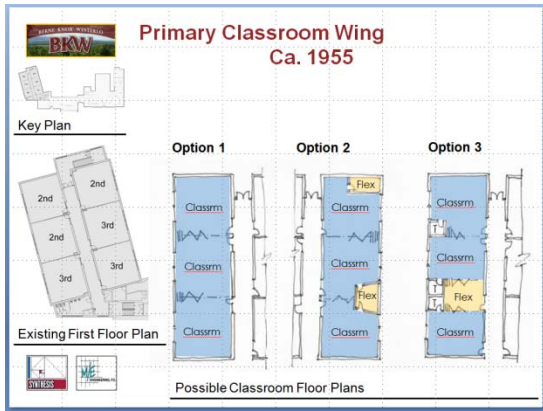 BERNE KNOX WESTERLO
BKW
Primary Classroom Wing
Ca. 1955
Key Plan
Option 1
Option 2
Option 3
2nd
2nd
2nd
3rd
3rd
3rd
Classrm
Classrm
Classrm
Flex
Classrm
Classrm
Flex
Classrm
Classrm
T
Classrm
T
T
Flex
Classrm
Existing First Floor Plan
SYNTHESIS
M/E
ENGINEERING, P.C.
Possible Classroom Floor Plans